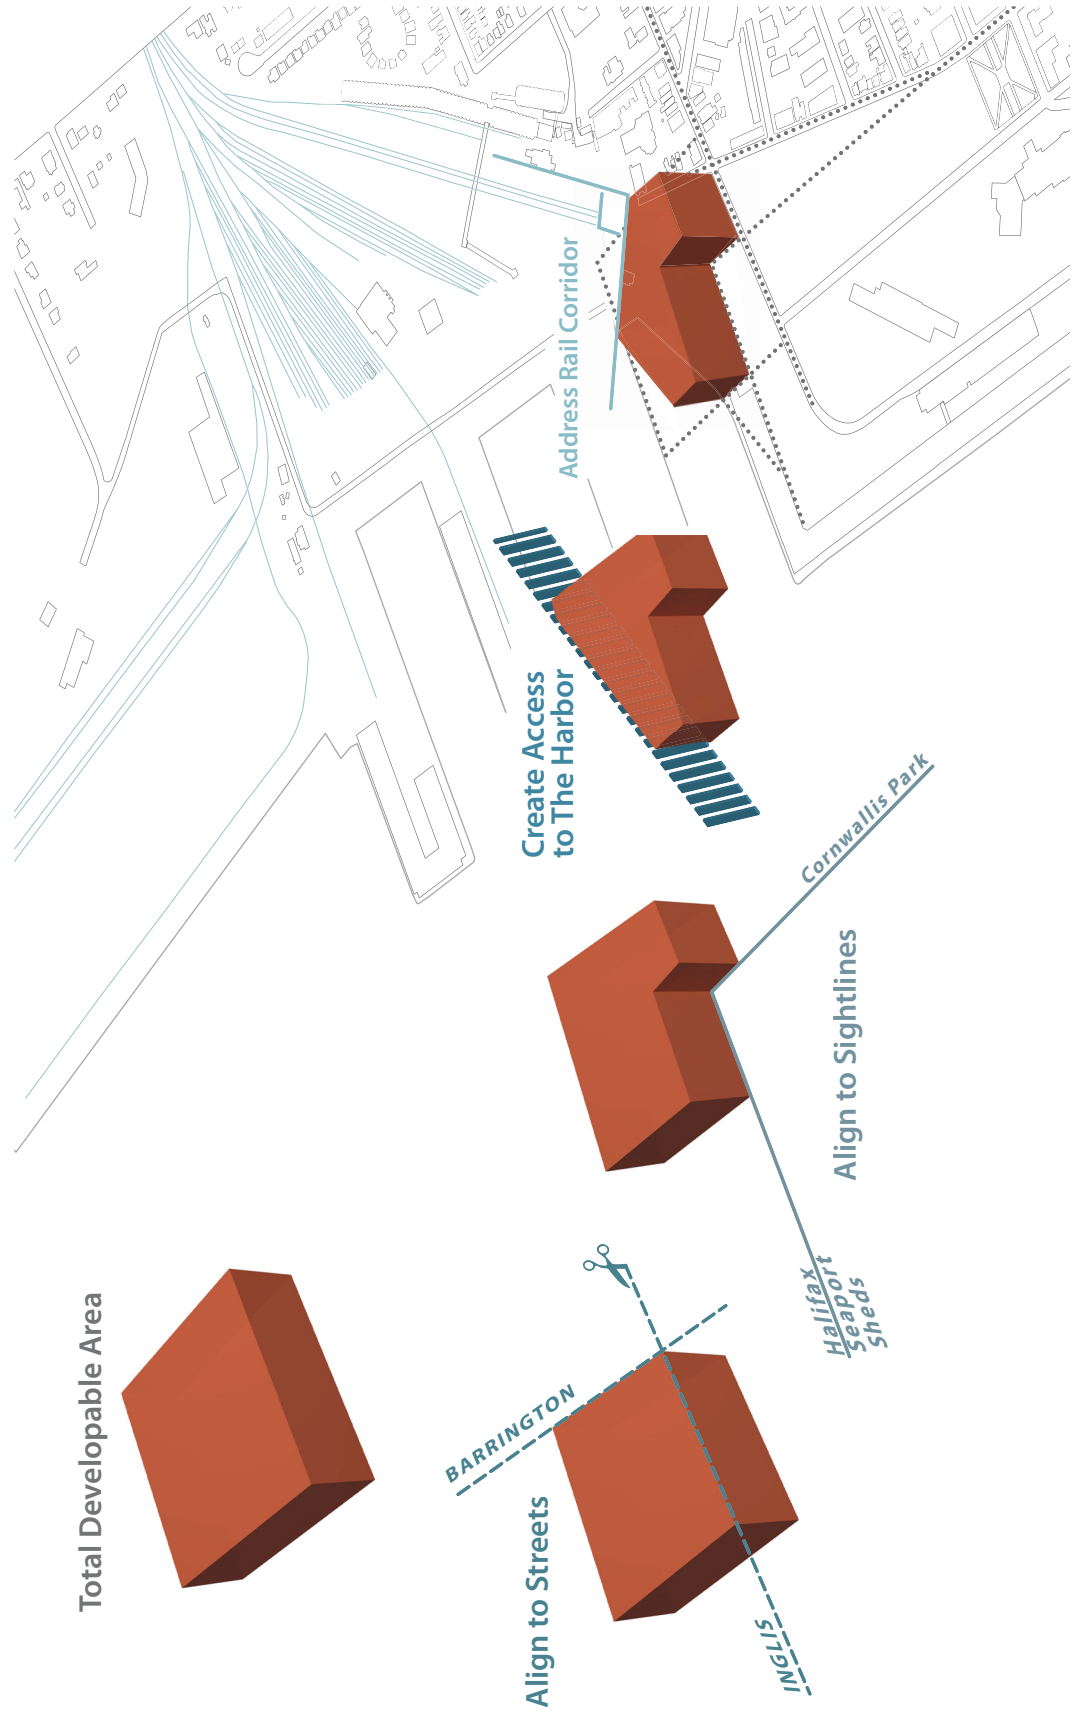 Total Developable Area
Align to Streets
BARRINGTON
INGLIS
Align to Sightlines
Halifax
Seaport
Sheds
Cornwallis Park
Create Access
to The Harbor
Address Rail Corridor